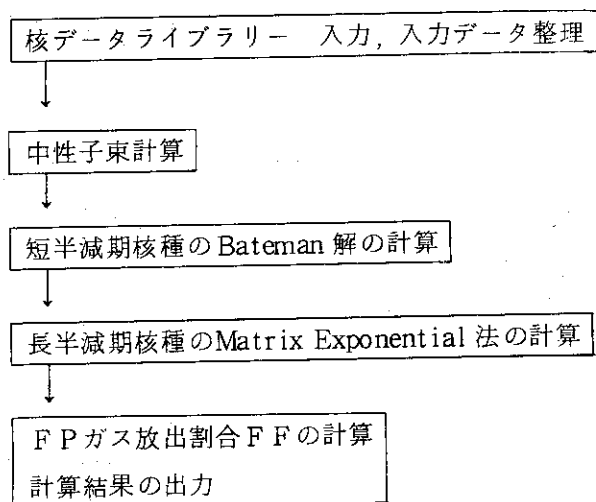 核データライブラリー　入力, 入力データ整理
中性子束計算
短半減期核種のBateman解の計算
長半減期核種のMatrix Exponential法の計算
FPガス放出割合FFの計算
計算結果の出力